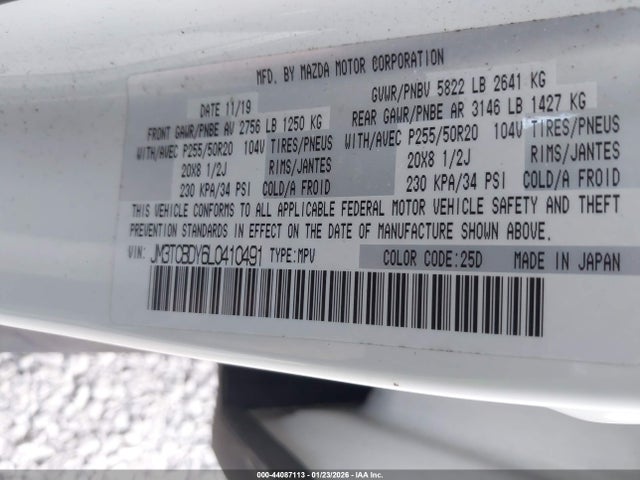 MFD. BY MAZDA MOTOR CORPORATION
DATE 11/19
GVWR/PNBV 5822 LB 2641 KG
FRONT GAWR/PNBE AV 2756 LB 1250 KG
REAR GAWR/PNBE AR 3146 LB 1427 KG
WITH/AVEC P255/50R20 104V TIRES/PNEUS
WITH/AVEC P255/50R20 104V TIRES/PNEUS
20X8 1/2J RIMS/JANTES
20X8 1/2J RIMS/JANTES
230 KPA/34 PSI COLD/A FROID
230 KPA/34 PSI COLD/A FROID
THIS VEHICLE CONFORMS TO ALL APPLICABLE FEDERAL MOTOR VEHICLE SAFETY AND THEFT
PREVENTION STANDARDS IN EFFECT ON THE DATE OF MANUFACTURE SHOWN ABOVE.
VIN: JM3TCBDY6L0410491 TYPE: MPV COLOR CODE:25D MADE IN JAPAN
000-44087113 - 01/23/2026 - IAA Inc.